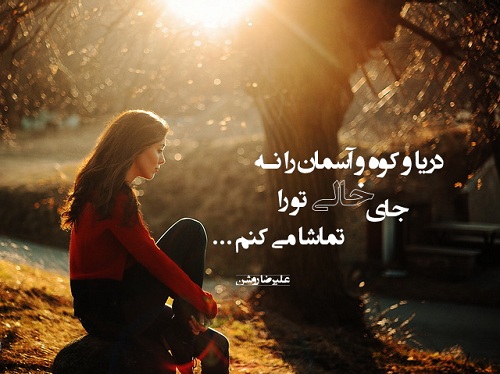 دریا و کوه و آسمان را نه
جای خالی تو را
تماشا می کنم ...
علیرضا روشن